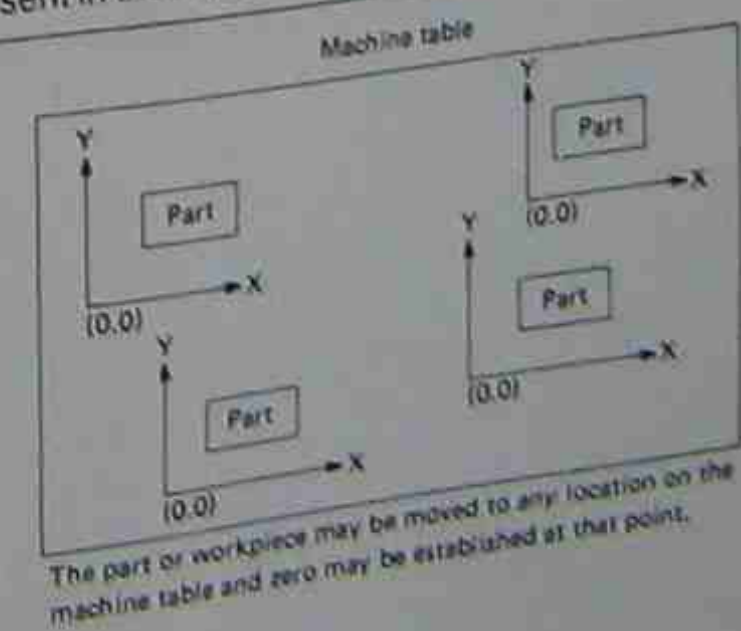 Machine table
Y
Part
X
(0,0)
Y
Part
X
(0,0)
Y
Part
X
(0,0)
Y
Part
X
(0,0)
The part or workpiece may be moved to any location on the
machine table and zero may be established at that point.